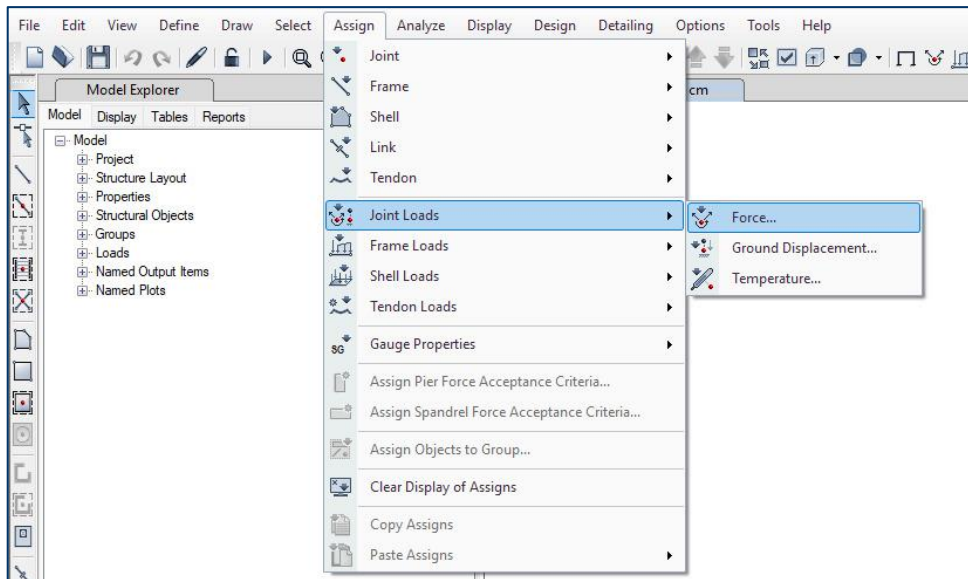 File Edit View Define Draw Select Assign Analyze Display Design Detailing Options Tools Help
Model Explorer
cm
Model Display Tables Reports
Model
Project
Structure Layout
Properties
Structural Objects
Groups
Loads
Named Output Items
Named Plots
Joint
Frame
Shell
Link
Tendon
Joint Loads
Frame Loads
Shell Loads
Tendon Loads
SG Gauge Properties
Assign Pier Force Acceptance Criteria...
Assign Spandrel Force Acceptance Criteria...
Assign Objects to Group...
Clear Display of Assigns
Copy Assigns
Paste Assigns
Force...
Ground Displacement...
Temperature...